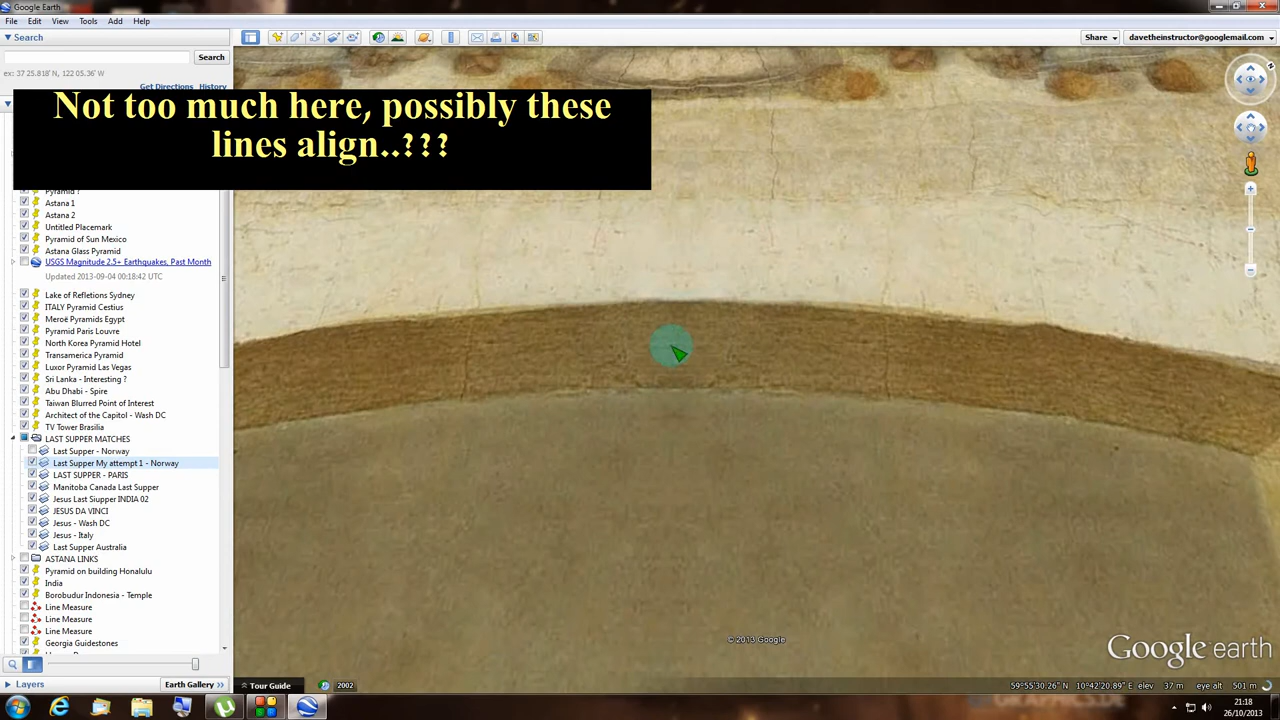 Google Earth
File Edit View Tools Add Help
Search
Share
davetheinstructor@googlemail.com
Search
ex: 37 25.818' N, 122 05.36' W
Get Directions History
Not too much here, possibly these
lines align..???
Pyramid ?
Astana 1
Astana 2
Untitled Placemark
Pyramid of Sun Mexico
Astana Glass Pyramid
USGS Magnitude 2.5+ Earthquakes, Past Month
Updated 2013-09-04 00:18:42 UTC
Lake of Refletions Sydney
ITALY Pyramid Cestius
Meroë Pyramids Egypt
Pyramid Paris Louvre
North Korea Pyramid Hotel
Transamerica Pyramid
Luxor Pyramid Las Vegas
Sri Lanka - Interesting ?
Abu Dhabi - Spire
Taiwan Blurred Point of Interest
Architect of the Capitol - Wash DC
TV Tower Brasilia
LAST SUPPER MATCHES
Last Supper - Norway
Last Supper My attempt 1 - Norway
LAST SUPPER - PARIS
Manitoba Canada Last Supper
Jesus Last Siupper INDIA 02
JESUS DA VINCI
Jesus - Wash DC
Jesus - Italy
Last Supper Australia
ASTANA LINKS
Pyramid on building Honalulu
India
Borobudur Indonesia - Temple
Line Measure
Line Measure
Line Measure
Georgia Guidestones
Layers
Earth Gallery >>
© 2013 Google
Google earth
Tour Guide
2002
59°55'30.26" N 10°42'20.89" E elev 37 m eye alt 501 m
21:18
26/10/2013